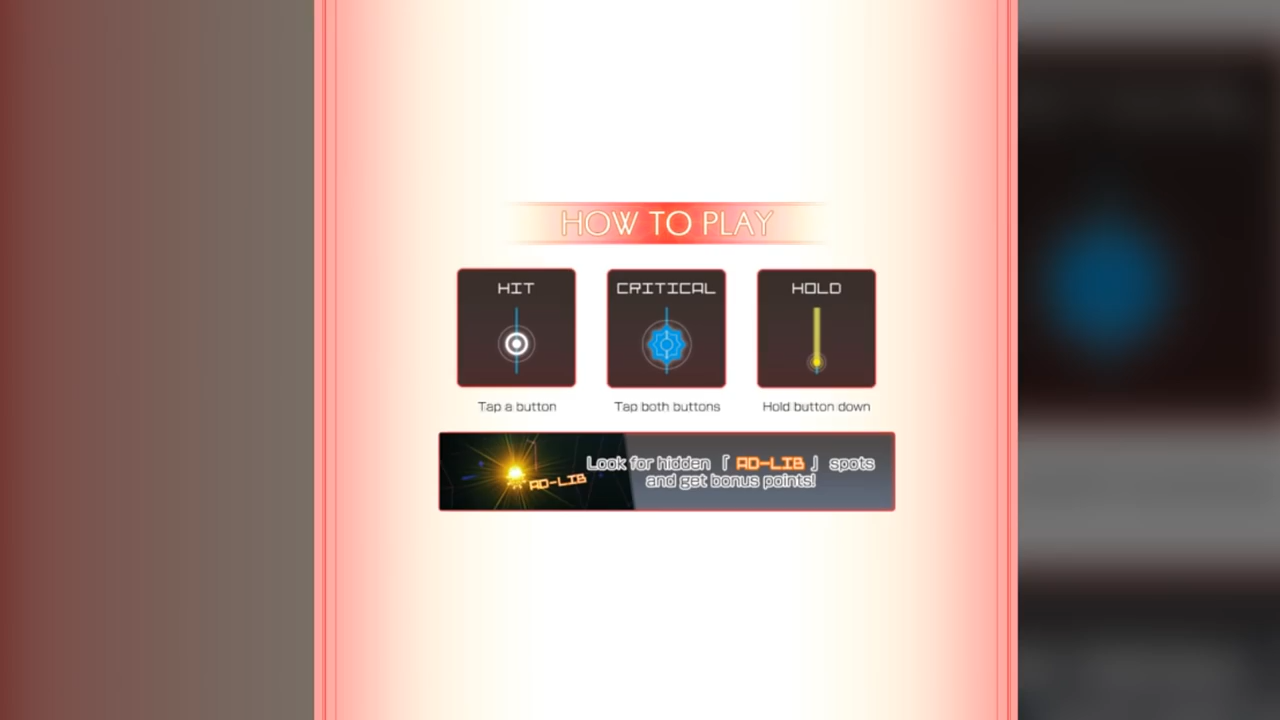 HOW TO PLAY
HIT
CRITICAL
HOLD
Tap a button
Tap both buttons
Hold button down
AD-LIB
Look for hidden「 AD-LIB 」spots
and get bonus points!